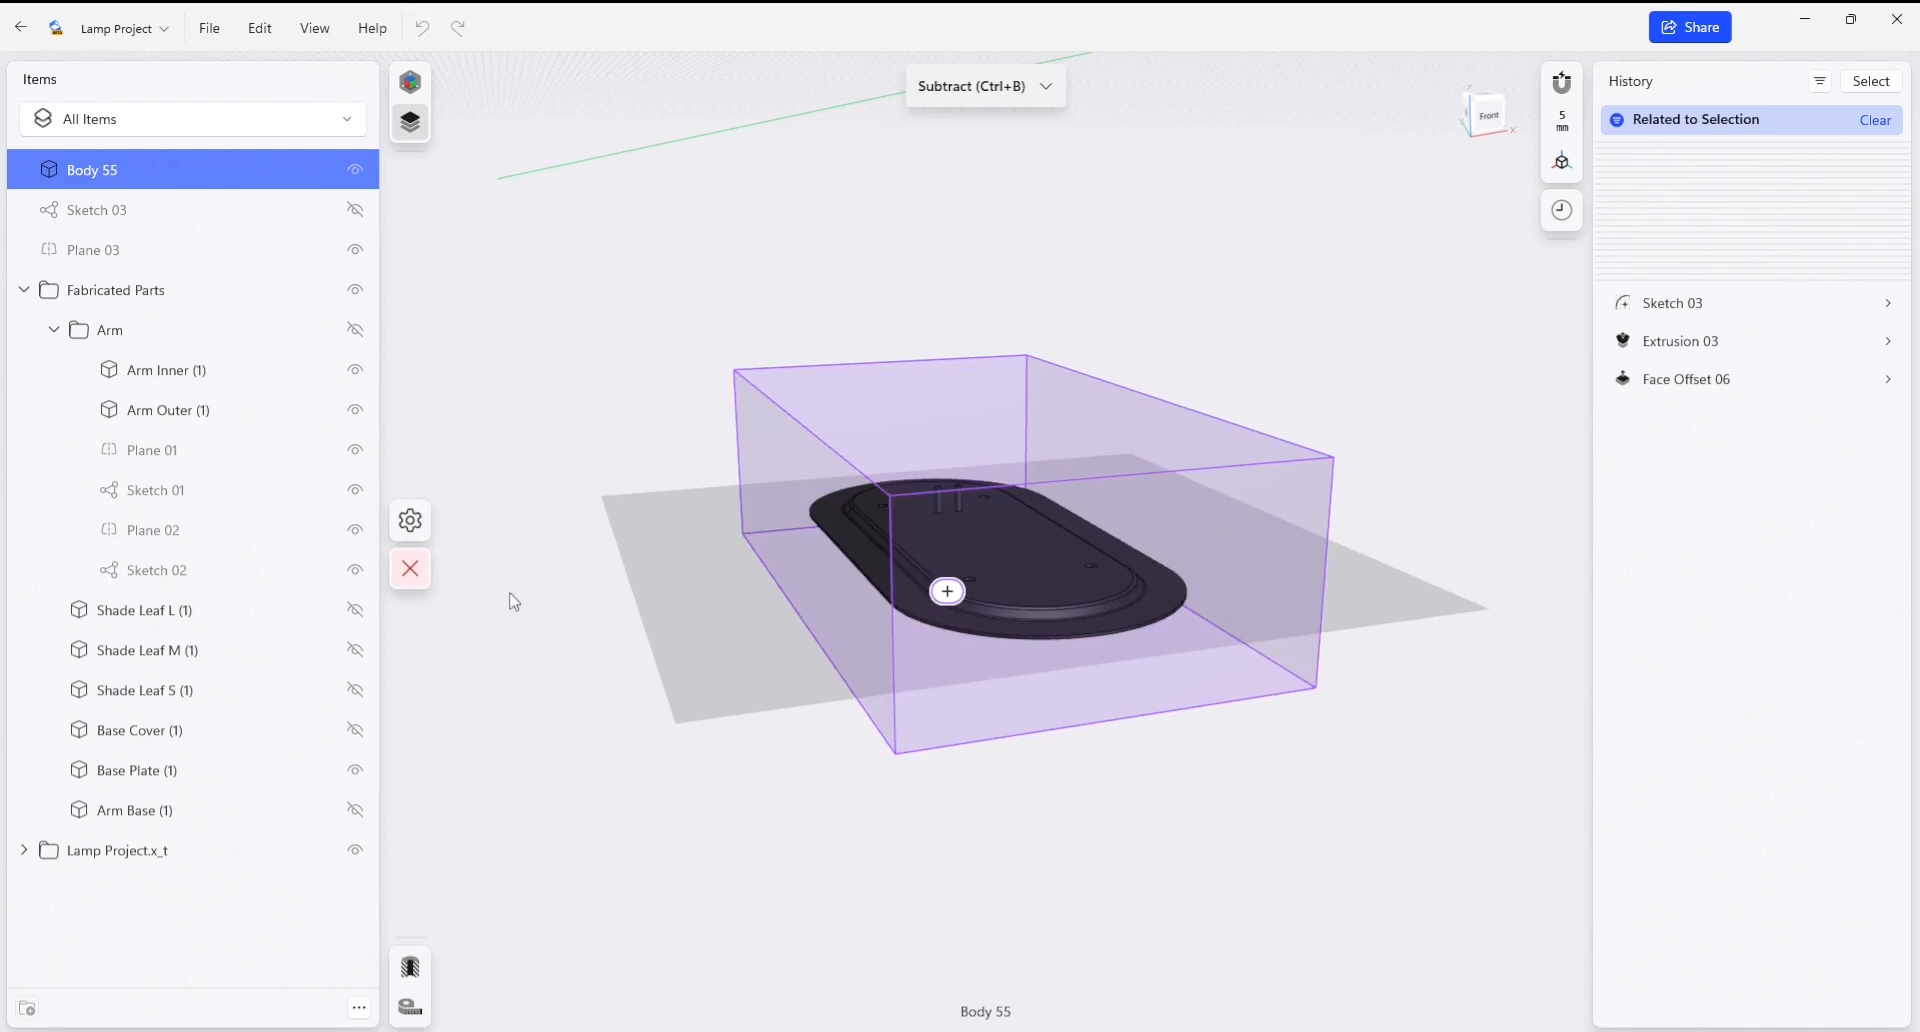 Lamp Project
File
Edit
View
Help
Share
Items
All Items
Body 55
Sketch 03
Plane 03
Fabricated Parts
Arm
Arm Inner (1)
Arm Outer (1)
Plane 01
Sketch 01
Plane 02
Sketch 02
Shade Leaf L (1)
Shade Leaf M (1)
Shade Leaf S (1)
Base Cover (1)
Base Plate (1)
Arm Base (1)
Lamp Project.x_t
Subtract (Ctrl+B)
Front
X
5
mm
Body 55
History
Select
Related to Selection
Clear
Sketch 03
Extrusion 03
Face Offset 06